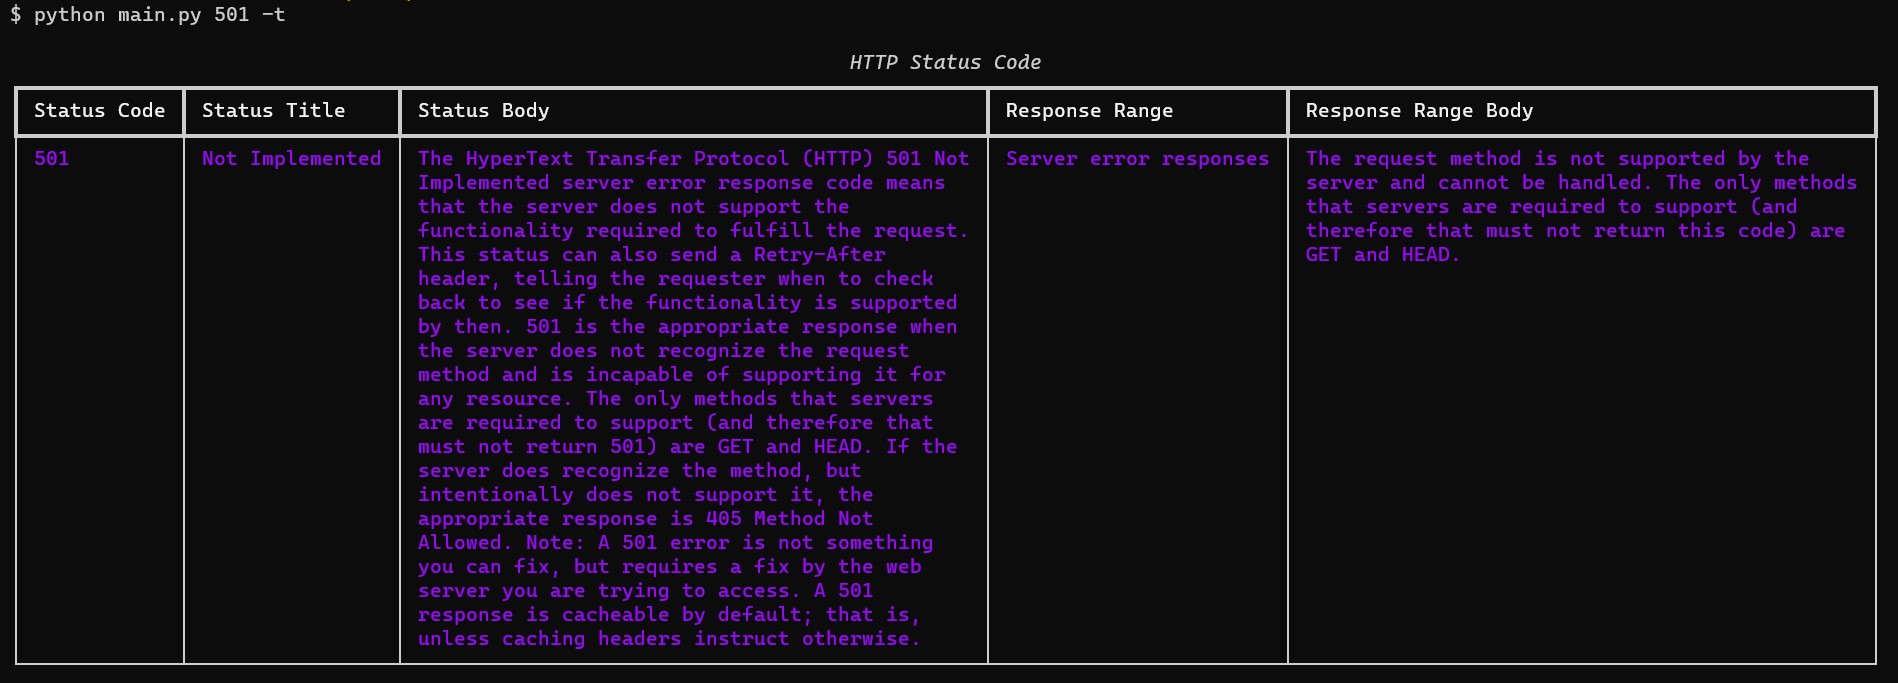 $ python main.py 501 -t
HTTP Status Code
Status Code Status Title Status Body Response Range Response Range Body
501 Not Implemented The HyperText Transfer Protocol (HTTP) 501 Not Server error responses The request method is not supported by the
Implemented server error response code means server and cannot be handled. The only methods
that the server does not support the that servers are required to support (and
functionality required to fulfill the request. therefore that must not return this code) are
This status can also send a Retry-After GET and HEAD.
header, telling the requester when to check
back to see if the functionality is supported
by then. 501 is the appropriate response when
the server does not recognize the request
method and is incapable of supporting it for
any resource. The only methods that servers
are required to support (and therefore that
must not return 501) are GET and HEAD. If the
server does recognize the method, but
intentionally does not support it, the
appropriate response is 405 Method Not
Allowed. Note: A 501 error is not something
you can fix, but requires a fix by the web
server you are trying to access. A 501
response is cacheable by default; that is,
unless caching headers instruct otherwise.